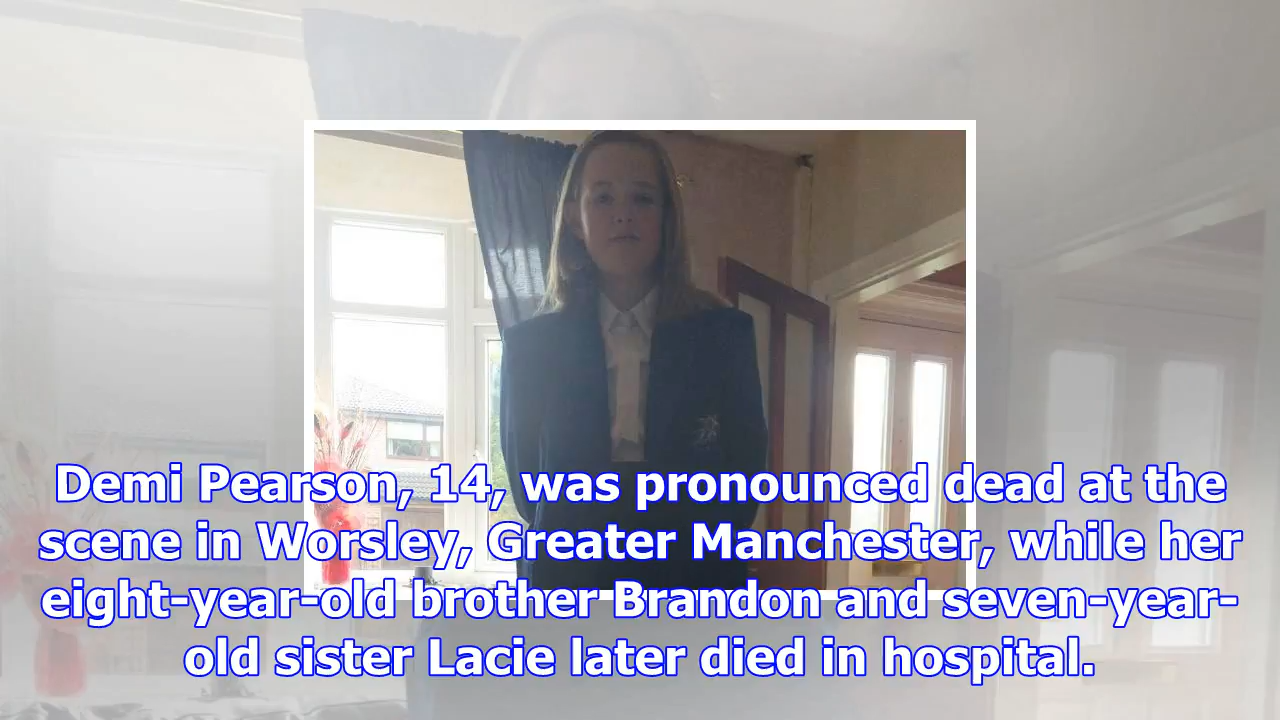 Demi Pearson, 14, was pronounced dead at the
scene in Worsley, Greater Manchester, while her
eight-year-old brother Brandon and seven-year-
old sister Lacie later died in hospital.